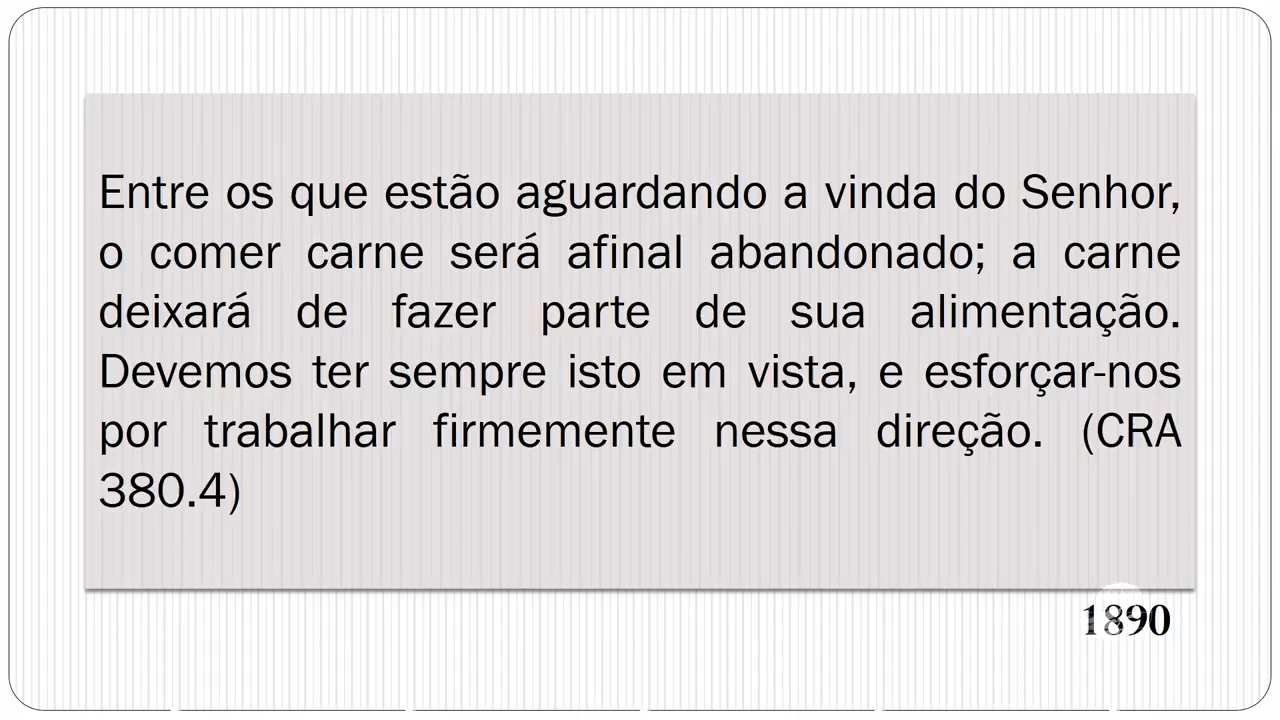 Entre os que estão aguardando a vinda do Senhor,
o comer carne será afinal abandonado; a carne
deixará de fazer parte de sua alimentação.
Devemos ter sempre isto em vista, e esforçar-nos
por trabalhar firmemente nessa direção. (CRA
380.4)
1890